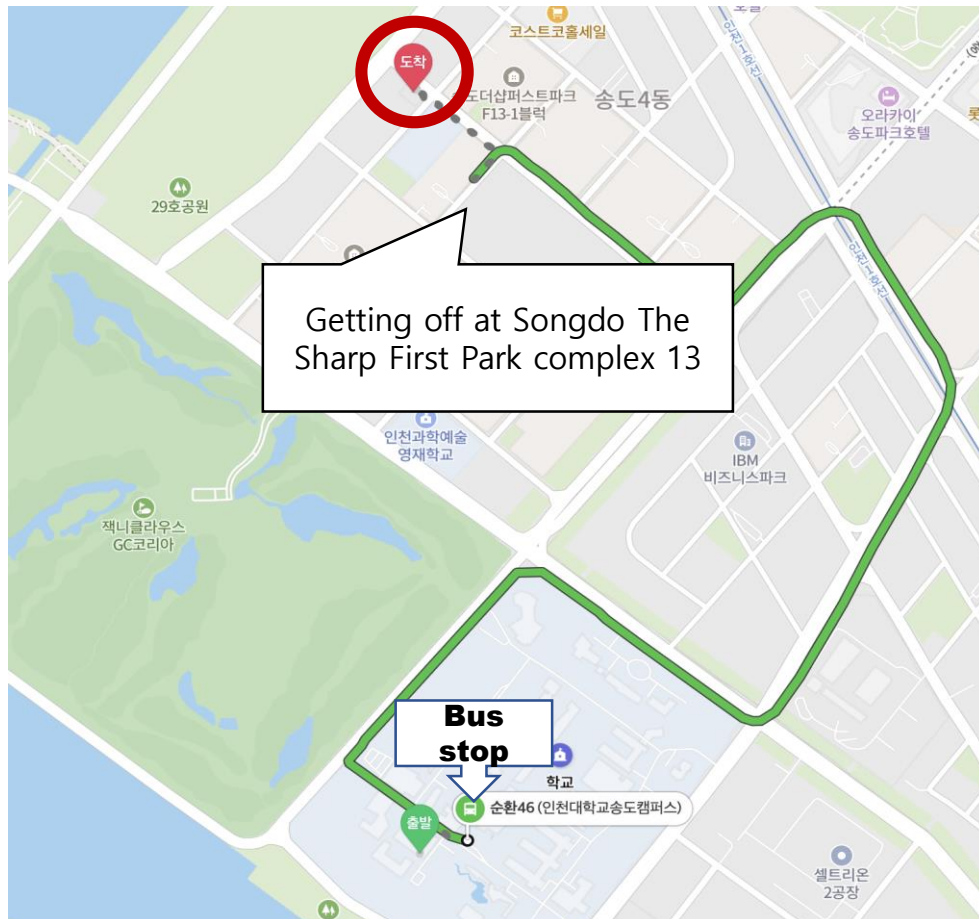 코스트코홀세일
인천1호선
호텔
도착
송도더샵퍼스트파크
F13-1블럭
송도4동
오라카이
송도파크호텔
29호공원
인천1호선
Getting off at Songdo The
Sharp First Park complex 13
인천과학예술
영재학교
IBM
비즈니스파크
잭니클라우스
GC코리아
Bus
stop
학교
순환46 (인천대학교송도캠퍼스)
출발
셀트리온
2공장